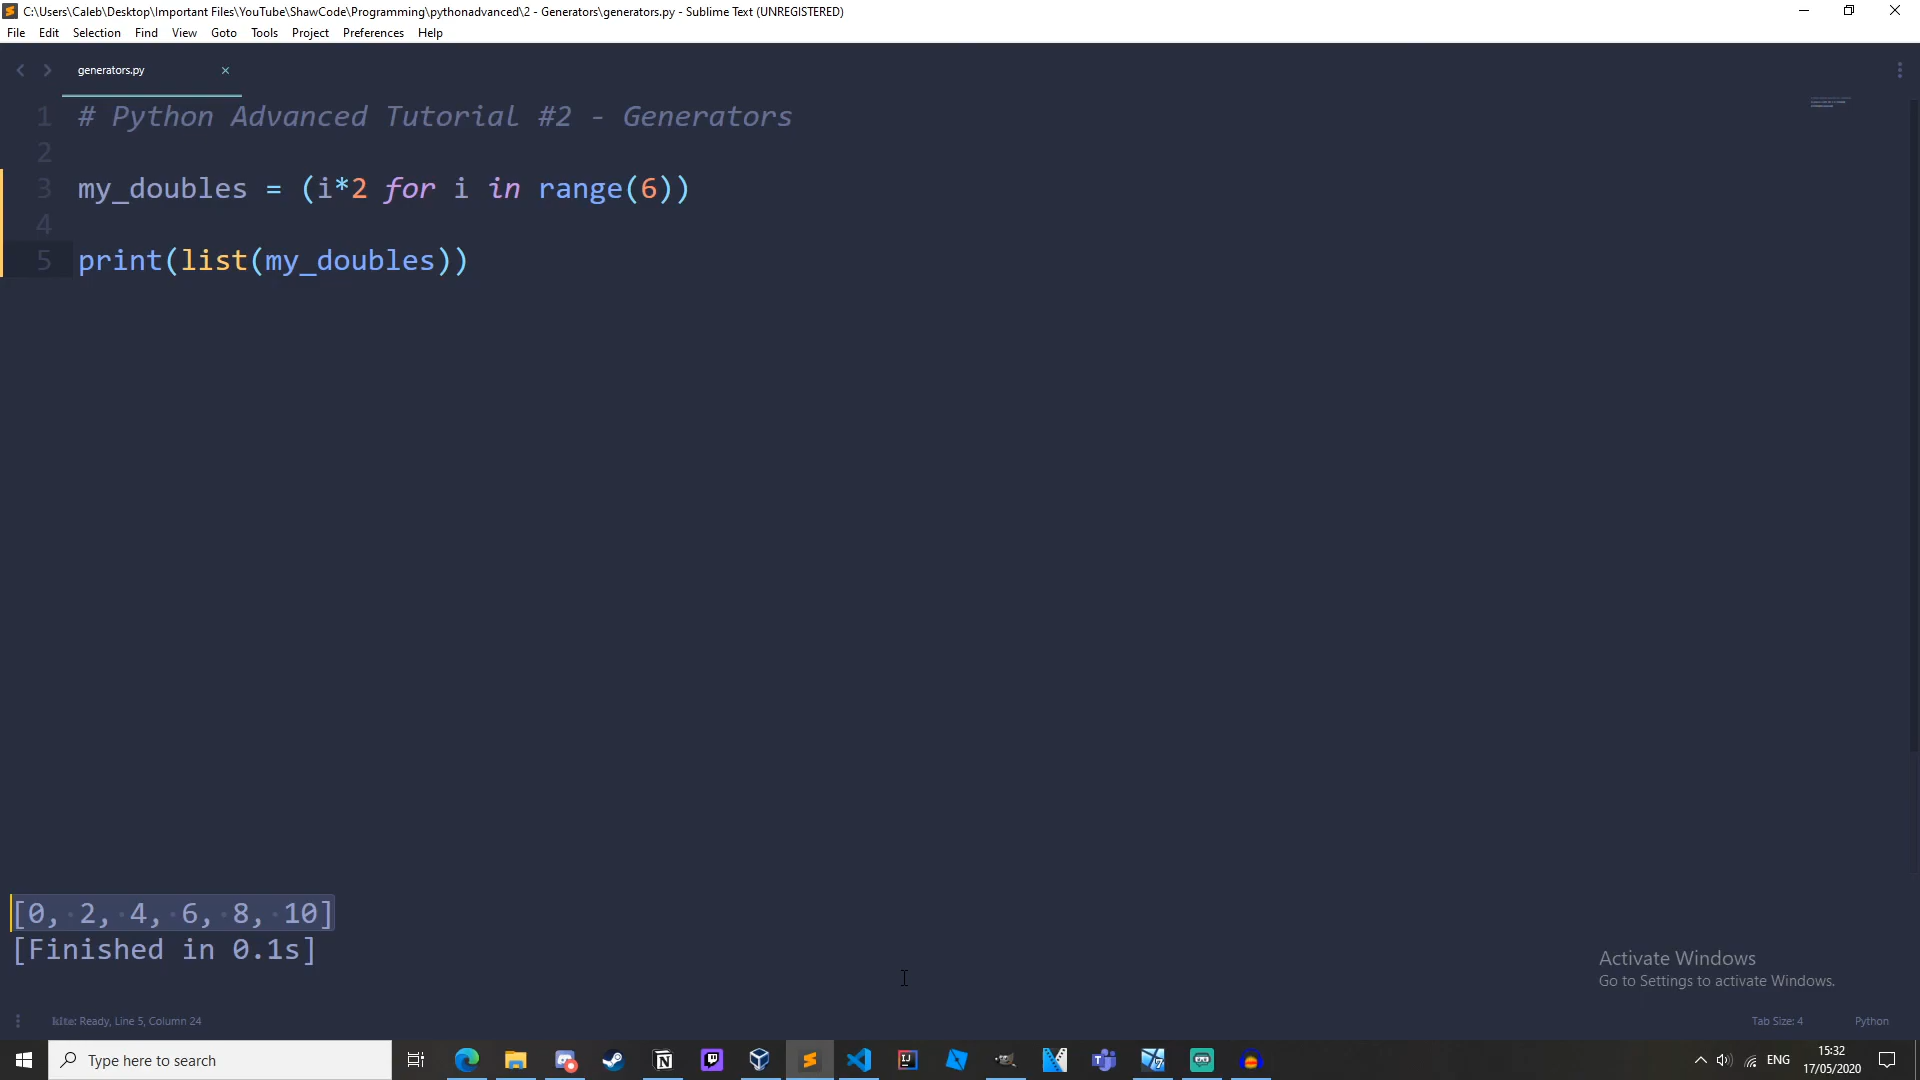 C:\Users\Caleb\Desktop\Important Files\YouTube\ShawCode\Programming\pythonadvanced\2 - Generators\generators.py - Sublime Text (UNREGISTERED)
File Edit Selection Find View Goto Tools Project Preferences Help
generators.py
1 # Python Advanced Tutorial #2 - Generators
2
3 my_doubles = (i*2 for i in range(6))
4
5 print(list(my_doubles))
[0, 2, 4, 6, 8, 10]
[Finished in 0.1s]
Activate Windows
Go to Settings to activate Windows.
kite: Ready, Line 5, Column 24
Tab Size: 4
Python
Type here to search
ENG
15:32
17/05/2020